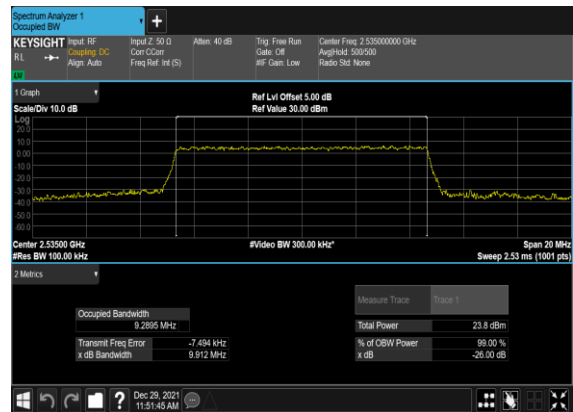 Spectrum Analyzer 1
Occupied BW
+
KEYSIGHT Input: RF Input Z: 50 Ω Atten: 40 dB Trig: Free Run Center Freq: 2.535000000 GHz
RL Coupling: DC Corr CCorr Gate: Off Avg|Hold: 500/500
Align: Auto Freq Ref: Int (S) #IF Gain: Low Radio Std: None
1 Graph
Ref Lvl Offset 5.00 dB
Scale/Div 10.0 dB Ref Value 30.00 dBm
Log
20.0
10.0
0.00
-10.0
-20.0
-30.0
-40.0
-50.0
-60.0
Center 2.53500 GHz #Video BW 300.00 kHz* Span 20 MHz
#Res BW 100.00 kHz Sweep 2.53 ms (1001 pts)
2 Metrics
Measure Trace Trace 1
Occupied Bandwidth
9.2895 MHz Total Power 23.8 dBm
Transmit Freq Error -7.494 kHz % of OBW Power 99.00 %
x dB Bandwidth 9.912 MHz x dB -26.00 dB
? Dec 29, 2021
11:51:45 AM